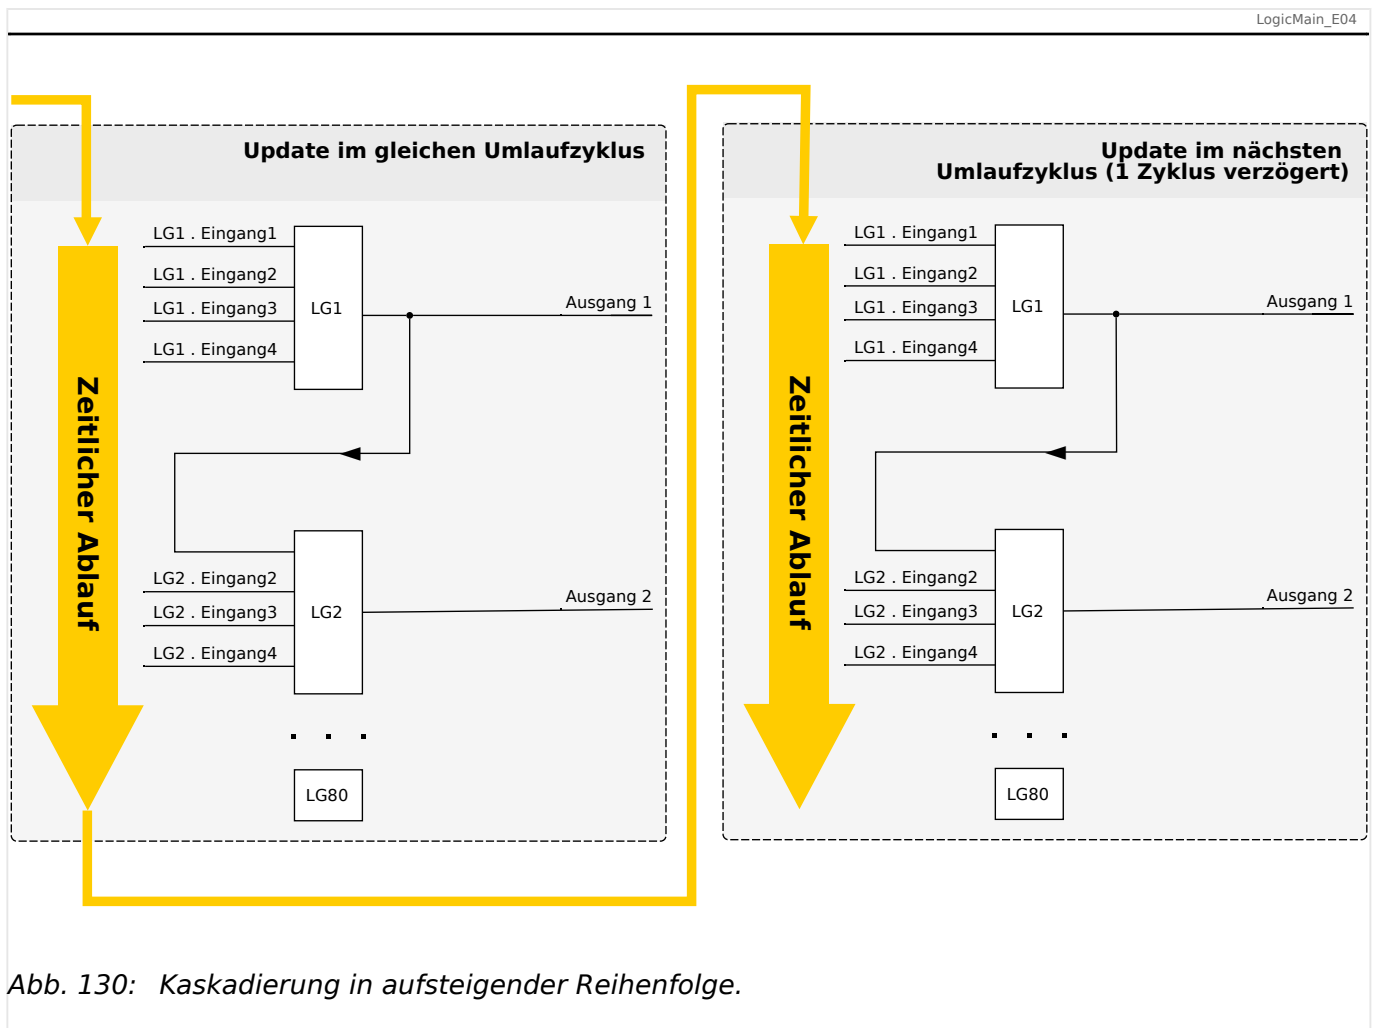 LogicMain_E04
Update im gleichen Umlaufzyklus
LG1 . Eingang1
LG1 . Eingang2
LG1 . Eingang3
LG1 . Eingang4
LG1
Ausgang 1
Zeitlicher Ablauf
LG2 . Eingang2
LG2 . Eingang3
LG2 . Eingang4
LG2
Ausgang 2
. . .
LG80
Update im nächsten
Umlaufzyklus (1 Zyklus verzögert)
LG1 . Eingang1
LG1 . Eingang2
LG1 . Eingang3
LG1 . Eingang4
LG1
Ausgang 1
Zeitlicher Ablauf
LG2 . Eingang2
LG2 . Eingang3
LG2 . Eingang4
LG2
Ausgang 2
. . .
LG80
Abb. 130: Kaskadierung in aufsteigender Reihenfolge.